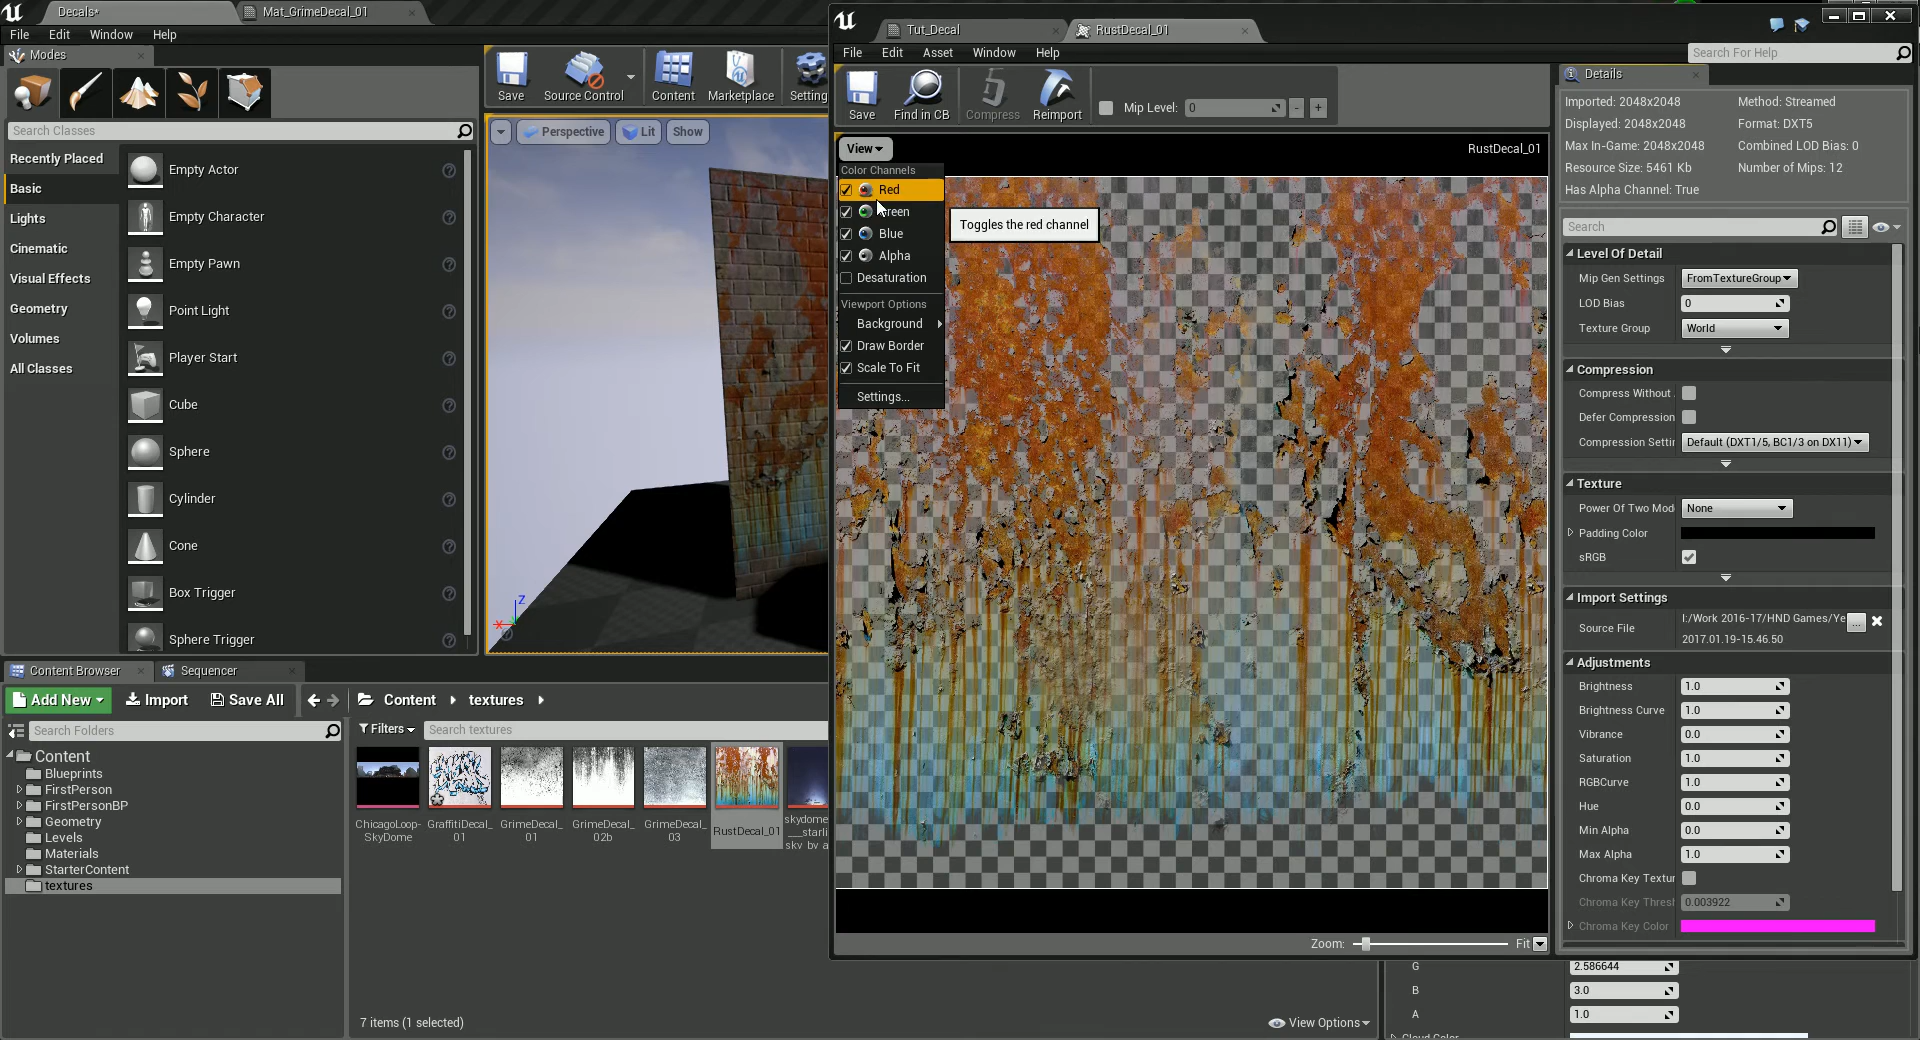 Decals*
Mat_GrimeDecal_01
File Edit Window Help
Modes
Search Classes
Recently Placed
Basic
Lights
Cinematic
Visual Effects
Geometry
Volumes
All Classes
Empty Actor
Empty Character
Empty Pawn
Point Light
Player Start
Cube
Sphere
Cylinder
Cone
Box Trigger
Sphere Trigger
Save
Source Control
Content
Marketplace
Setting
Perspective
Lit
Show
Z
X
Content Browser
Sequencer
Add New
Import
Save All
Content
textures
Search Folders
Filters
Search textures
Content
Blueprints
FirstPerson
FirstPersonBP
Geometry
Levels
Materials
StarterContent
textures
ChicagoLoop-
SkyDome
GraffitiDecal_
01
GrimeDecal_
01
GrimeDecal_
02b
GrimeDecal_
03
RustDecal_01
skydome
___starli
sky_by_a
7 items (1 selected)
View Options
Tut_Decal
RustDecal_01
File Edit Asset Window Help
Search For Help
Save
Find in CB
Compress
Reimport
Mip Level:
0
-
+
View
RustDecal_01
Color Channels
Red
Green
Blue
Alpha
Desaturation
Viewport Options
Background
Draw Border
Scale To Fit
Settings...
Toggles the red channel
Zoom:
Fit
Details
Imported: 2048x2048
Method: Streamed
Displayed: 2048x2048
Format: DXT5
Max In-Game: 2048x2048
Combined LOD Bias: 0
Resource Size: 5461 Kb
Number of Mips: 12
Has Alpha Channel: True
Search
Level Of Detail
Mip Gen Settings
FromTextureGroup
LOD Bias
0
Texture Group
World
Compression
Compress Without
Defer Compression
Compression Settin
Default (DXT1/5, BC1/3 on DX11)
Texture
Power Of Two Mod
None
Padding Color
sRGB
Import Settings
Source File
I:/Work 2016-17/HND Games/Ye
...
2017.01.19-15.46.50
Adjustments
Brightness
1.0
Brightness Curve
1.0
Vibrance
0.0
Saturation
1.0
RGBCurve
1.0
Hue
0.0
Min Alpha
0.0
Max Alpha
1.0
Chroma Key Textur
Chroma Key Thresh
0.003922
Chroma Key Color
G
2.586644
B
3.0
A
1.0
Cloud Color